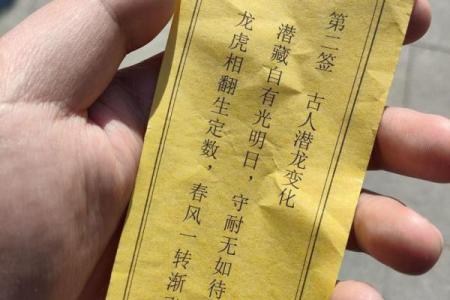 第二签 古人潜龙变化
潜藏自有光明日，守耐无如待
龙虎相翻生定数，春风一转渐